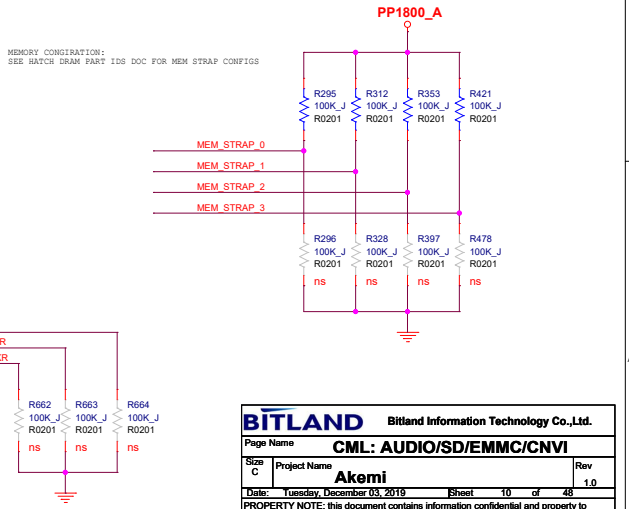 PP1800_A
MEMORY CONGIRATION:
SEE HATCH DRAM PART IDS DOC FOR MEM STRAP CONFIGS
R295 R312 R353 R421
100K_J 100K_J 100K_J 100K_J
R0201 R0201 R0201 R0201
MEM_STRAP_0
MEM_STRAP_1
MEM_STRAP_2
MEM_STRAP_3
R296 R328 R397 R478
100K_J 100K_J 100K_J 100K_J
R0201 R0201 R0201 R0201
ns ns ns ns
R
R
R662 R663 R664
100K_J 100K_J 100K_J
R0201 R0201 R0201
ns ns ns
BITLAND Bitland Information Technology Co.,Ltd.
Page Name CML: AUDIO/SD/EMMC/CNVI
Size C Project Name Akemi Rev 1.0
Date: Tuesday, December 03, 2019 Sheet 10 of 48
PROPERTY NOTE: this document contains information confidential and property to